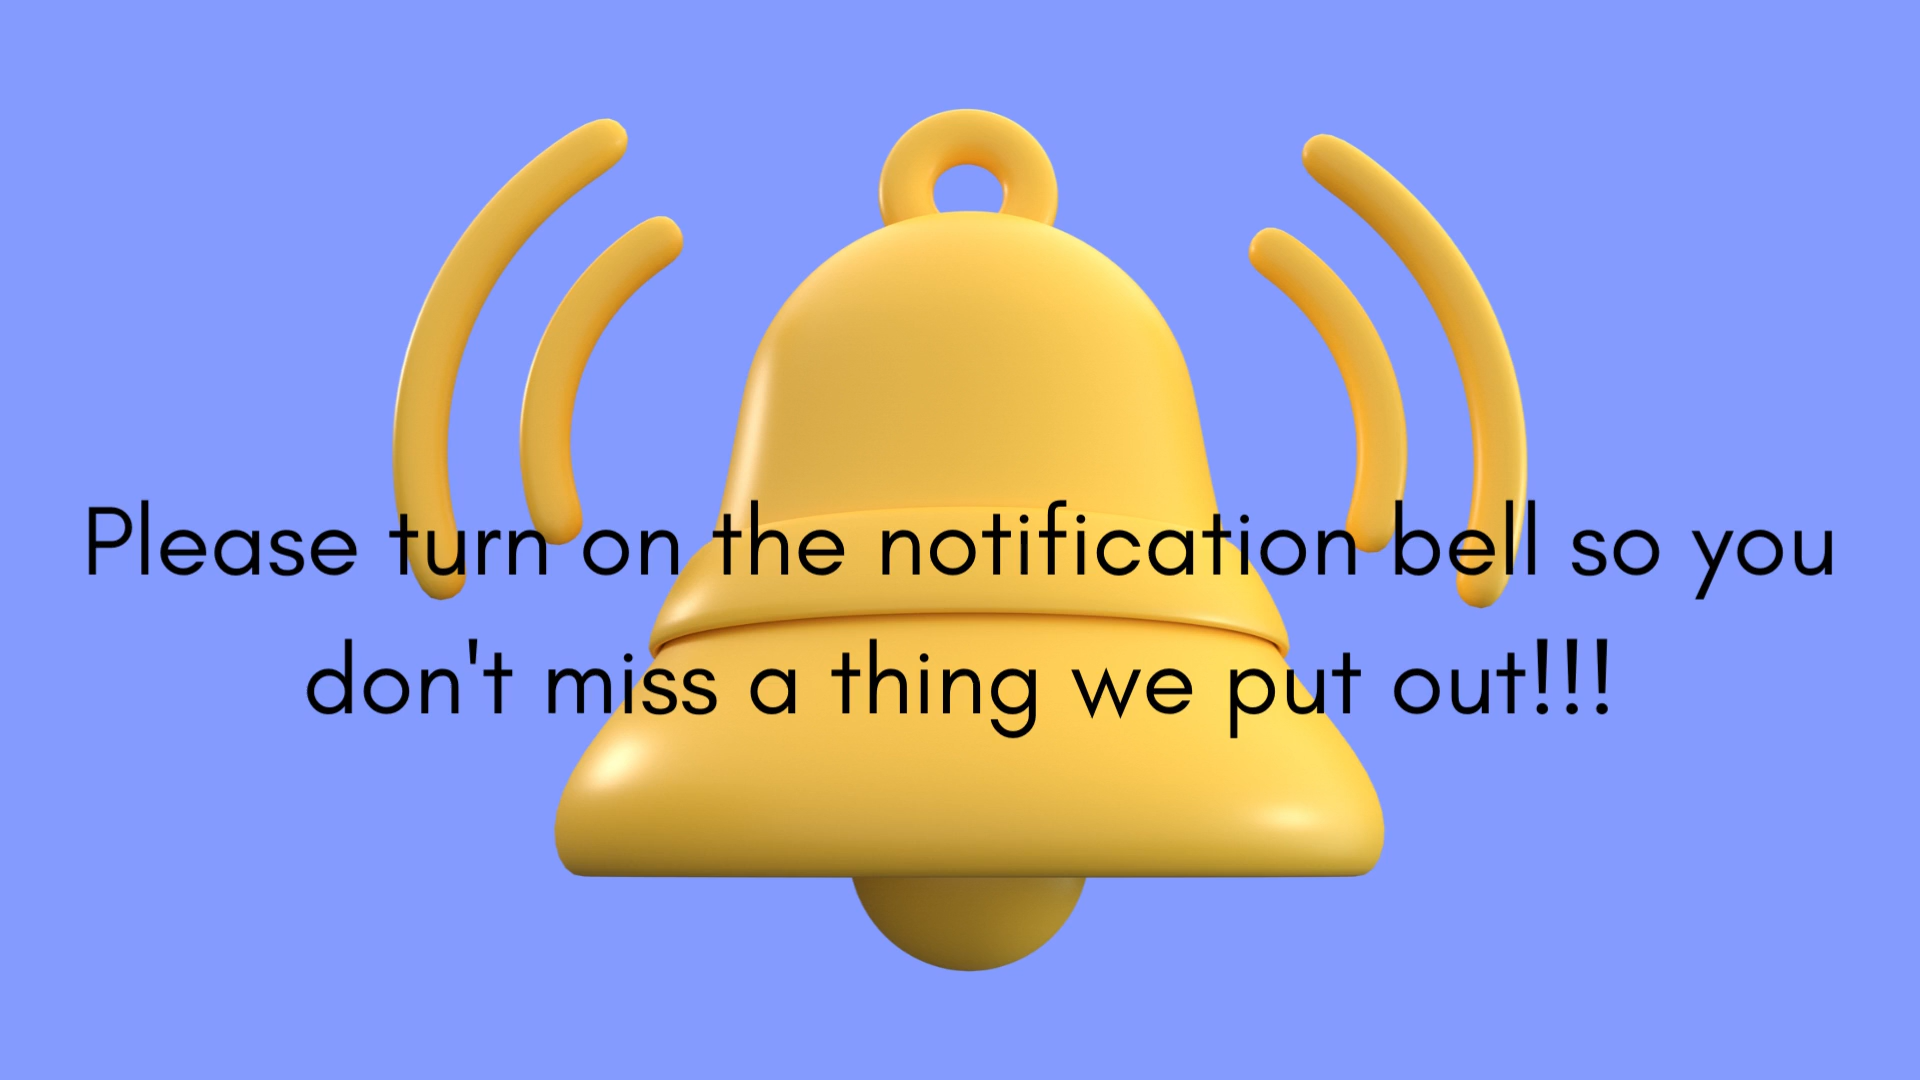 Please turn on the notification bell so you
don't miss a thing we put out!!!